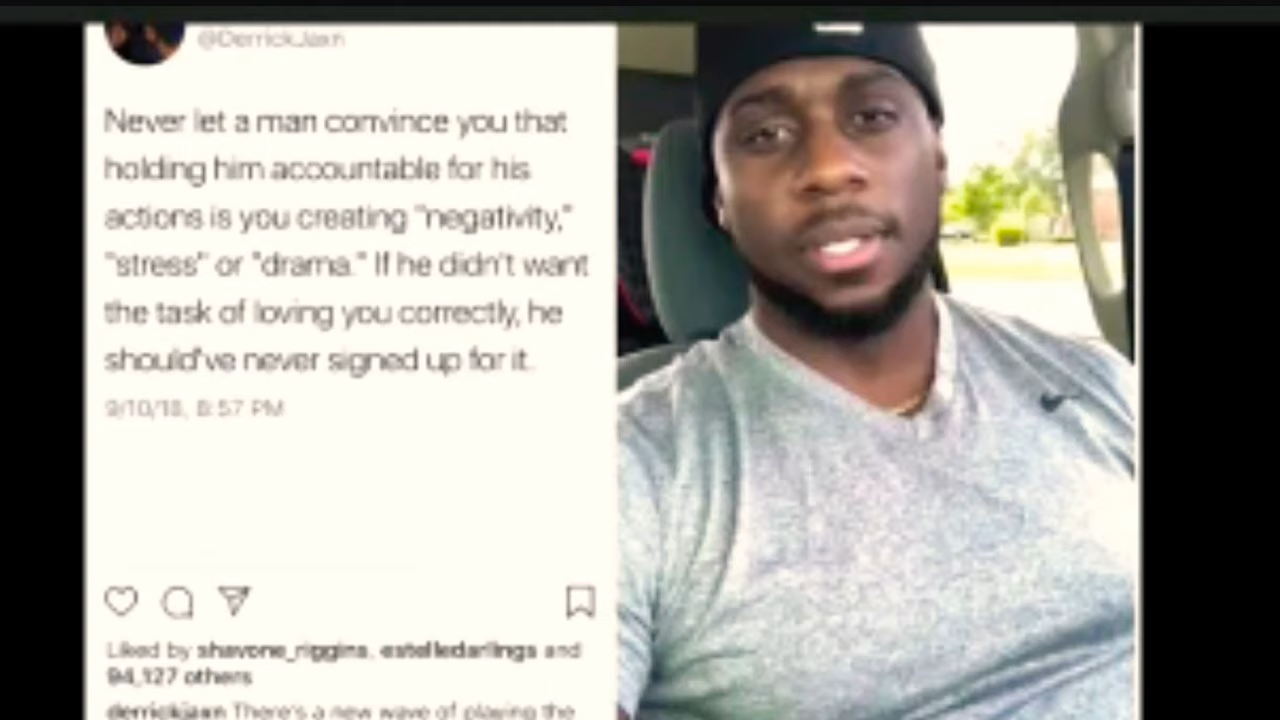 @DerrickJaxn
Never let a man convince you that
holding him accountable for his
actions is you creating "negativity,"
"stress" or "drama." If he didn't want
the task of loving you correctly, he
should've never signed up for it.
9/10/18, 8:57 PM
Liked by shavone_riggins, estelledarlings and
94,127 others
derrickjaxn There's a new wave of playing the